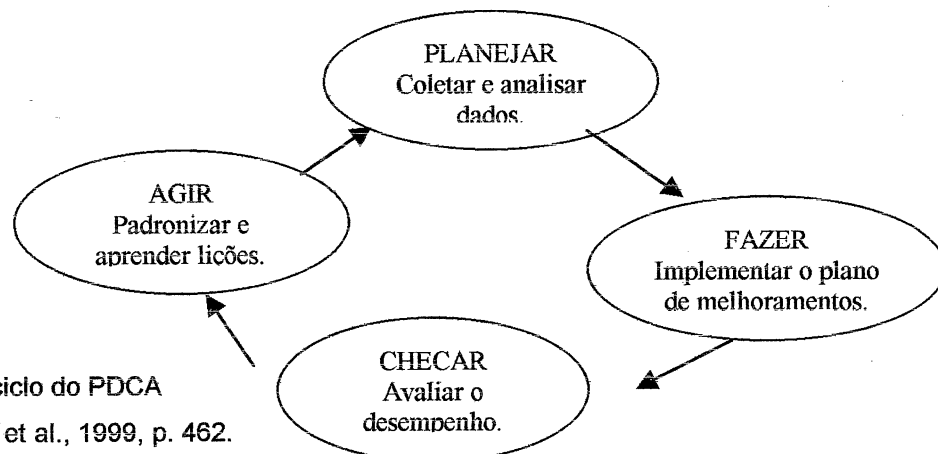 PLANEJAR
Coletar e analisar
dados.
AGIR
Padronizar e
aprender lições.
FAZER
Implementar o plano
de melhoramentos.
CHECAR
Avaliar o
desempenho.
ciclo do PDCA
et al., 1999, p. 462.